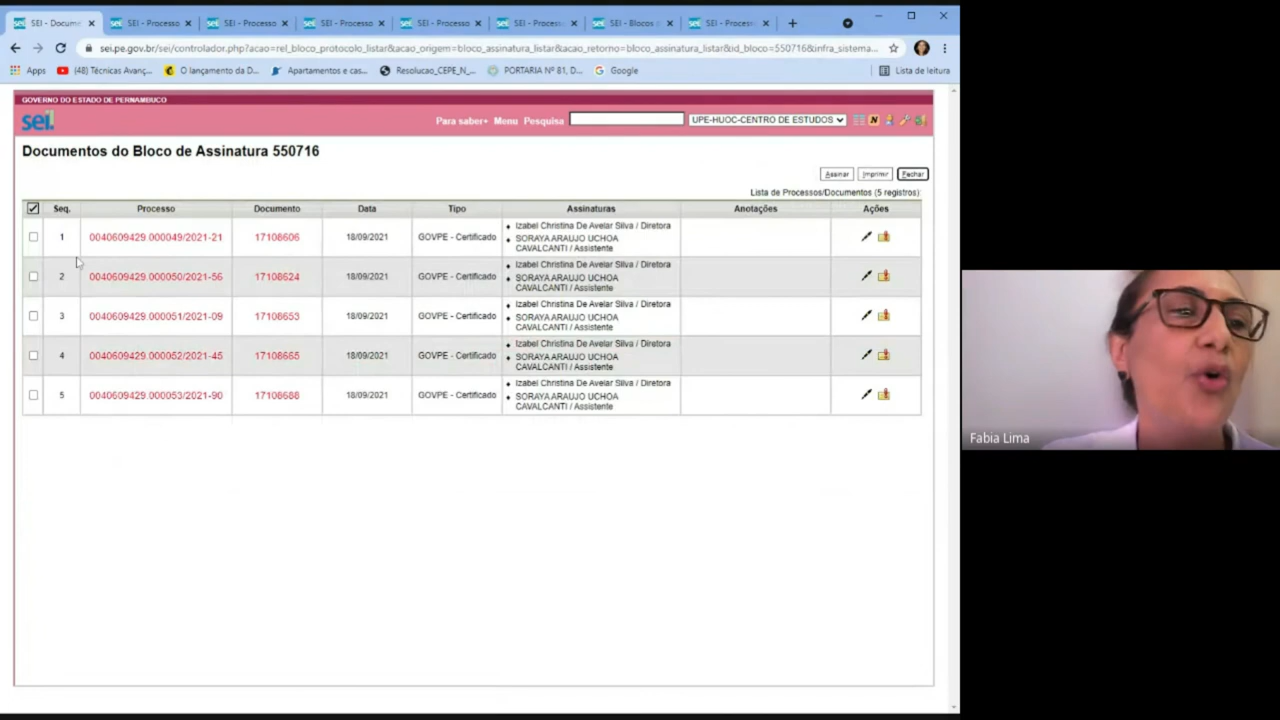 SEI - Docume
SEI - Processo
SEI - Processo
SEI - Processo
SEI - Processo
SEI - Process
SEI - Blocos d
SEI - Process
sei.pe.gov.br/sei/controlador.php?acao=rel_bloco_protocolo_listar&acao_origem=bloco_assinatura_listar&acao_retorno=bloco_assinatura_listar&id_bloco=550716&infra_sistema...
Apps (48) Técnicas Avanç... O lançamento da D... Apartamentos e cas... Resolucao_CEPE_N_... PORTARIA Nº 81, D... Google Lista de leitura
GOVERNO DO ESTADO DE PERNAMBUCO
sei. Para saber+ Menu Pesquisa UPE-HUOC-CENTRO DE ESTUDOS
Documentos do Bloco de Assinatura 550716
Assinar Imprimir Fechar
Lista de Processos/Documentos (5 registros):
Seq. Processo Documento Data Tipo Assinaturas Anotações Ações
1 0040609429.000049/2021-21 17108606 18/09/2021 GOVPE - Certificado
Izabel Christina De Avelar Silva / Diretora
SORAYA ARAUJO UCHOA
CAVALCANTI / Assistente
2 0040609429.000050/2021-56 17108624 18/09/2021 GOVPE - Certificado
Izabel Christina De Avelar Silva / Diretora
SORAYA ARAUJO UCHOA
CAVALCANTI / Assistente
3 0040609429.000051/2021-09 17108653 18/09/2021 GOVPE - Certificado
Izabel Christina De Avelar Silva / Diretora
SORAYA ARAUJO UCHOA
CAVALCANTI / Assistente
4 0040609429.000052/2021-45 17108665 18/09/2021 GOVPE - Certificado
Izabel Christina De Avelar Silva / Diretora
SORAYA ARAUJO UCHOA
CAVALCANTI / Assistente
5 0040609429.000053/2021-90 17108688 18/09/2021 GOVPE - Certificado
Izabel Christina De Avelar Silva / Diretora
SORAYA ARAUJO UCHOA
CAVALCANTI / Assistente
Fabia Lima